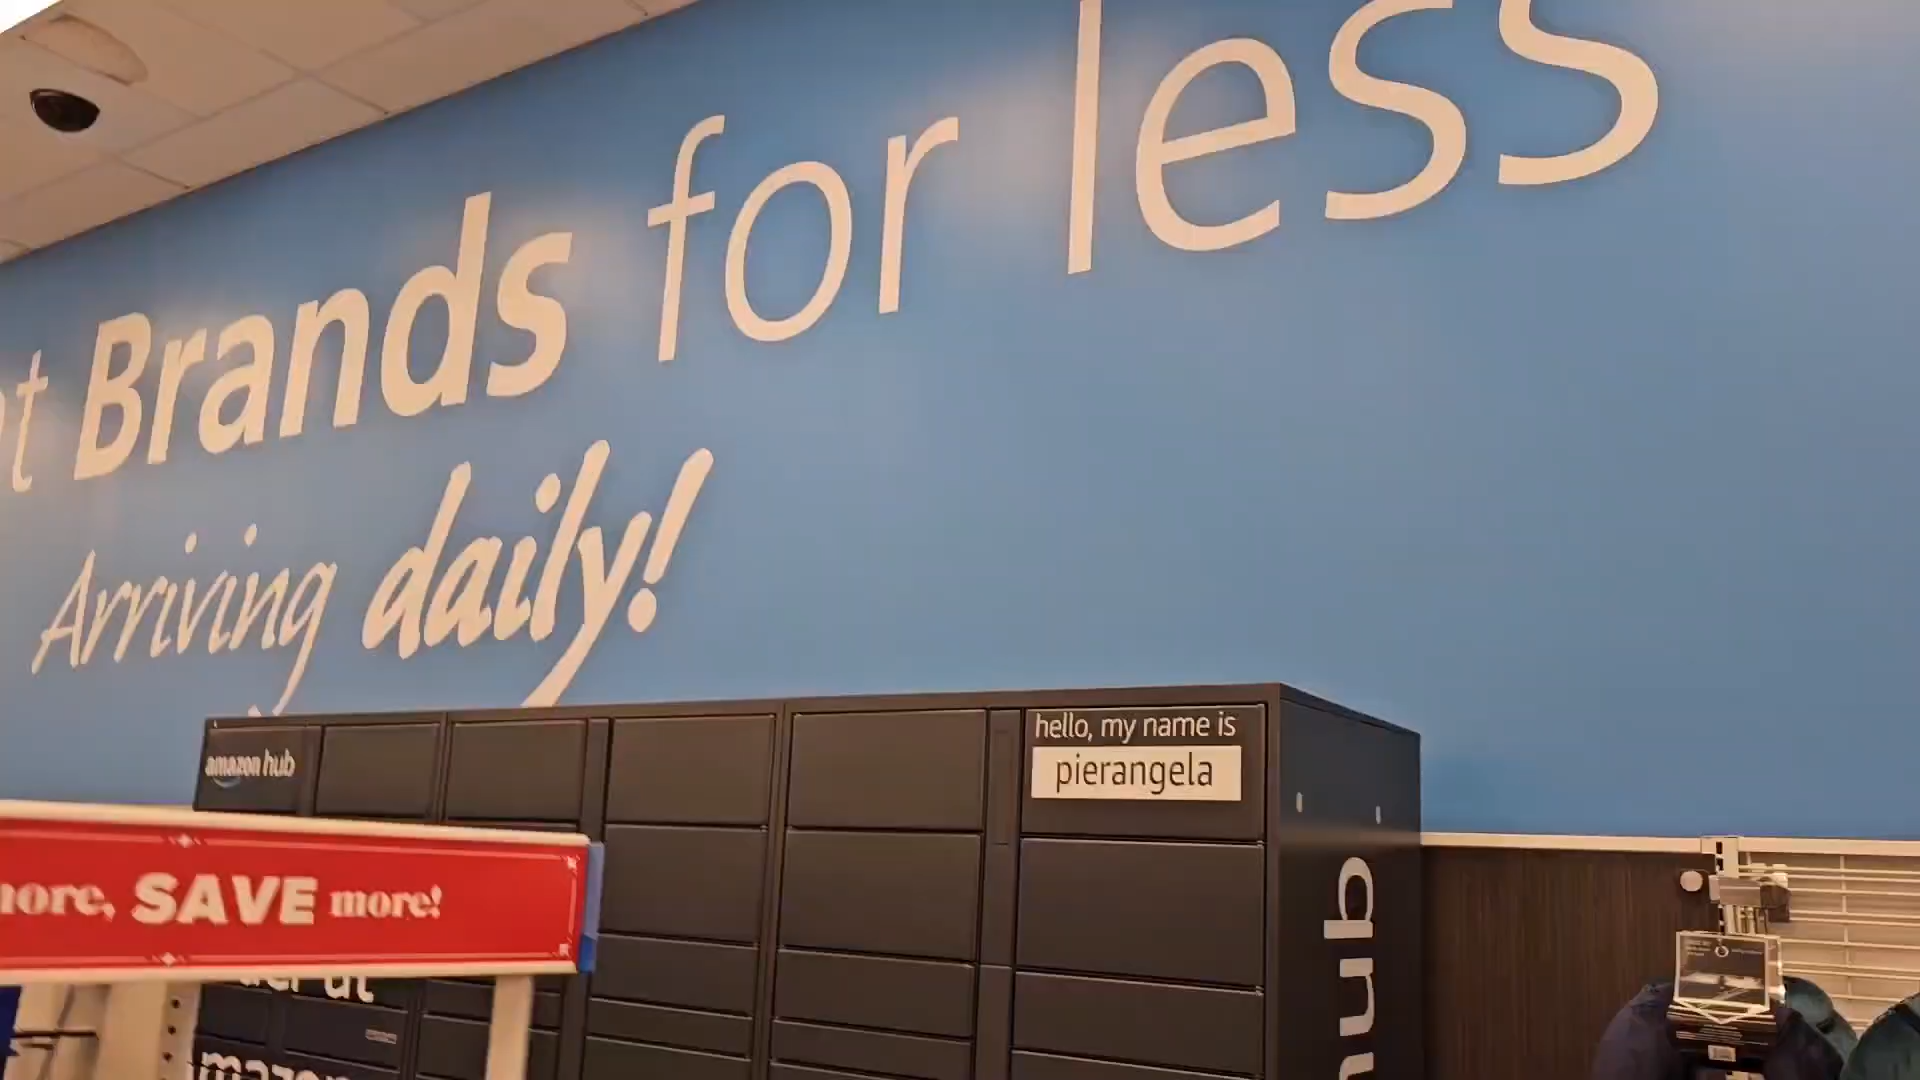 Brands for less
Arriving daily!
amazon hub
hello, my name is
pierangela
SAVE more!
hub